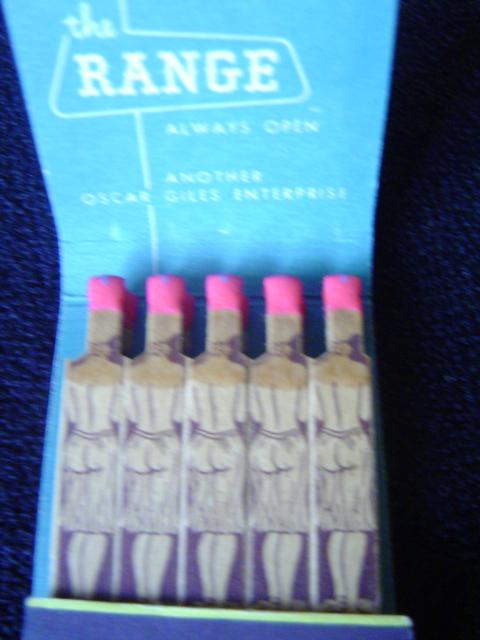 the
RANGE
ALWAYS OPEN
ANOTHER
OSCAR GILES ENTERPRISE